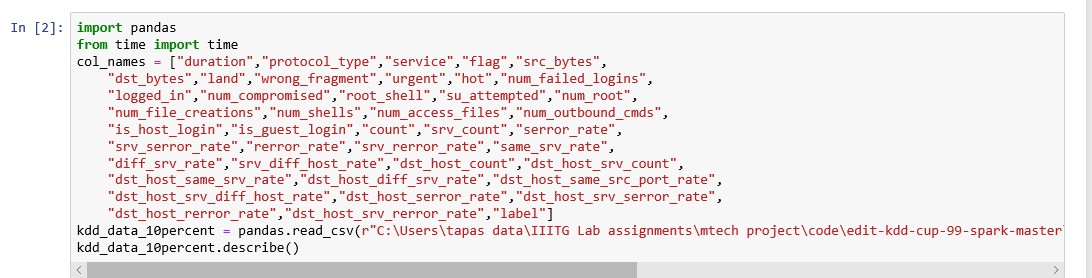 In [2]:
import pandas
from time import time
col_names = ["duration","protocol_type","service","flag","src_bytes",
    "dst_bytes","land","wrong_fragment","urgent","hot","num_failed_logins",
    "logged_in","num_compromised","root_shell","su_attempted","num_root",
    "num_file_creations","num_shells","num_access_files","num_outbound_cmds",
    "is_host_login","is_guest_login","count","srv_count","serror_rate",
    "srv_serror_rate","rerror_rate","srv_rerror_rate","same_srv_rate",
    "diff_srv_rate","srv_diff_host_rate","dst_host_count","dst_host_srv_count",
    "dst_host_same_srv_rate","dst_host_diff_srv_rate","dst_host_same_src_port_rate",
    "dst_host_srv_diff_host_rate","dst_host_serror_rate","dst_host_srv_serror_rate",
    "dst_host_rerror_rate","dst_host_srv_rerror_rate","label"]
kdd_data_10percent = pandas.read_csv(r"C:\Users\tapas data\IIITG Lab assignments\mtech project\code\edit-kdd-cup-99-spark-master
kdd_data_10percent.describe()